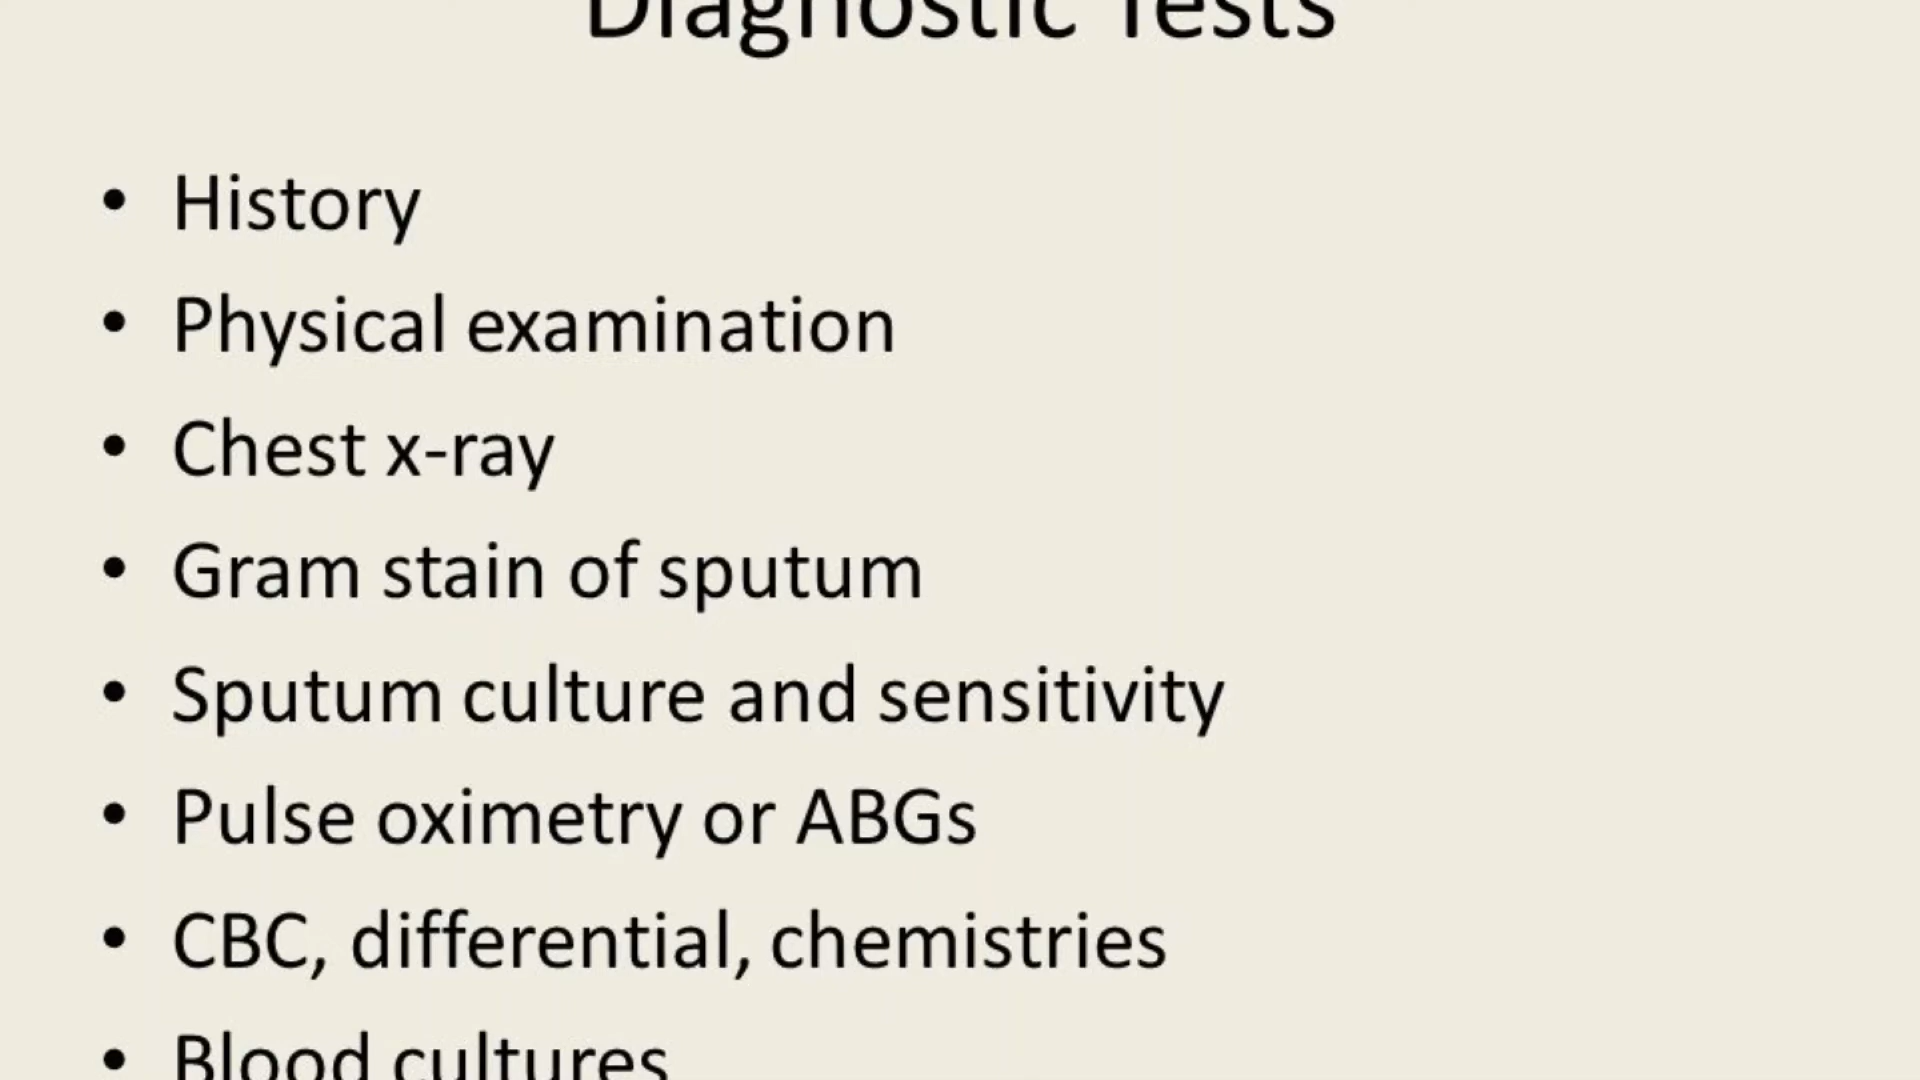 Diagnostic Tests
• History
• Physical examination
• Chest x-ray
• Gram stain of sputum
• Sputum culture and sensitivity
• Pulse oximetry or ABGs
• CBC, differential, chemistries
• Blood cultures